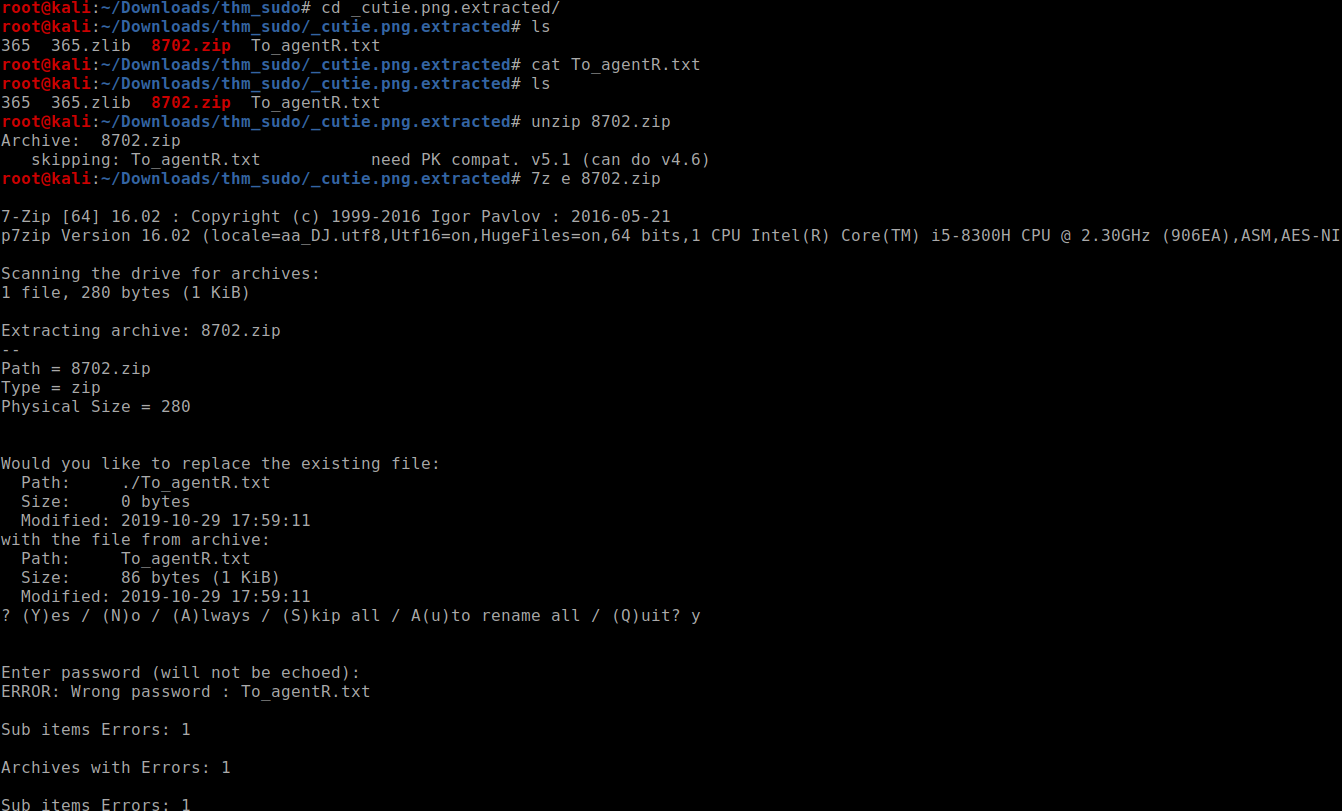 root@kali:~/Downloads/thm_sudo# cd _cutie.png.extracted/
root@kali:~/Downloads/thm_sudo/_cutie.png.extracted# ls
365  365.zlib  8702.zip  To_agentR.txt
root@kali:~/Downloads/thm_sudo/_cutie.png.extracted# cat To_agentR.txt
root@kali:~/Downloads/thm_sudo/_cutie.png.extracted# ls
365  365.zlib  8702.zip  To_agentR.txt
root@kali:~/Downloads/thm_sudo/_cutie.png.extracted# unzip 8702.zip
Archive:  8702.zip
   skipping: To_agentR.txt           need PK compat. v5.1 (can do v4.6)
root@kali:~/Downloads/thm_sudo/_cutie.png.extracted# 7z e 8702.zip
7-Zip [64] 16.02 : Copyright (c) 1999-2016 Igor Pavlov : 2016-05-21
p7zip Version 16.02 (locale=aa_DJ.utf8,Utf16=on,HugeFiles=on,64 bits,1 CPU Intel(R) Core(TM) i5-8300H CPU @ 2.30GHz (906EA),ASM,AES-NI
Scanning the drive for archives:
1 file, 280 bytes (1 KiB)
Extracting archive: 8702.zip
--
Path = 8702.zip
Type = zip
Physical Size = 280
Would you like to replace the existing file:
  Path:     ./To_agentR.txt
  Size:     0 bytes
  Modified: 2019-10-29 17:59:11
with the file from archive:
  Path:     To_agentR.txt
  Size:     86 bytes (1 KiB)
  Modified: 2019-10-29 17:59:11
? (Y)es / (N)o / (A)lways / (S)kip all / A(u)to rename all / (Q)uit? y
Enter password (will not be echoed):
ERROR: Wrong password : To_agentR.txt
Sub items Errors: 1
Archives with Errors: 1
Sub items Errors: 1